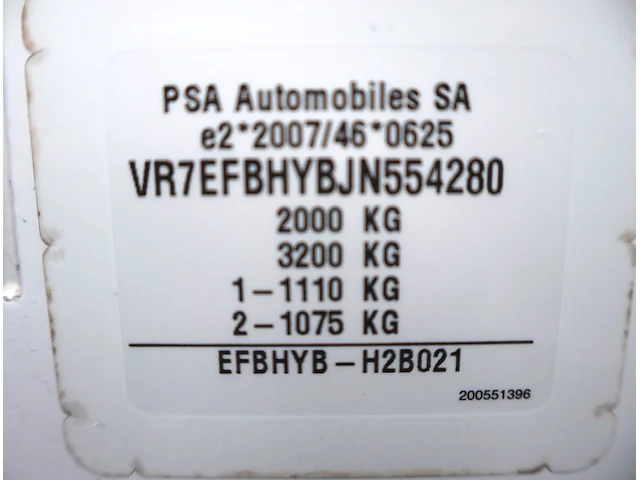 PSA Automobiles SA
e2*2007/46*0625
VR7EFBHYBJN554280
2000 KG
3200 KG
1-1110 KG
2-1075 KG
EFBHYB-H2B021
200551396